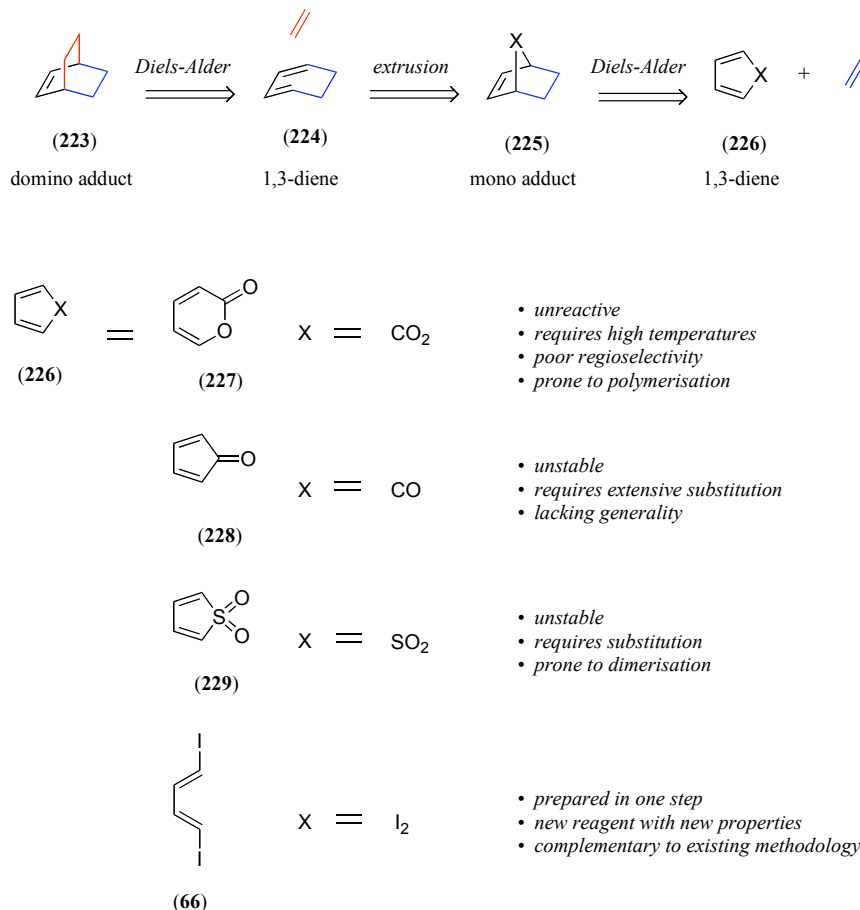 Diels-Alder extrusion Diels-Alder
X X +
(223) (224) (225) (226)
domino adduct 1,3-diene mono adduct 1,3-diene
X
(226)
O
O
(227)
X = CO2
• unreactive
• requires high temperatures
• poor regioselectivity
• prone to polymerisation
O
(228)
X = CO
• unstable
• requires extensive substitution
• lacking generality
S O
O
(229)
X = SO2
• unstable
• requires substitution
• prone to dimerisation
I
I
(66)
X = I2
• prepared in one step
• new reagent with new properties
• complementary to existing methodology